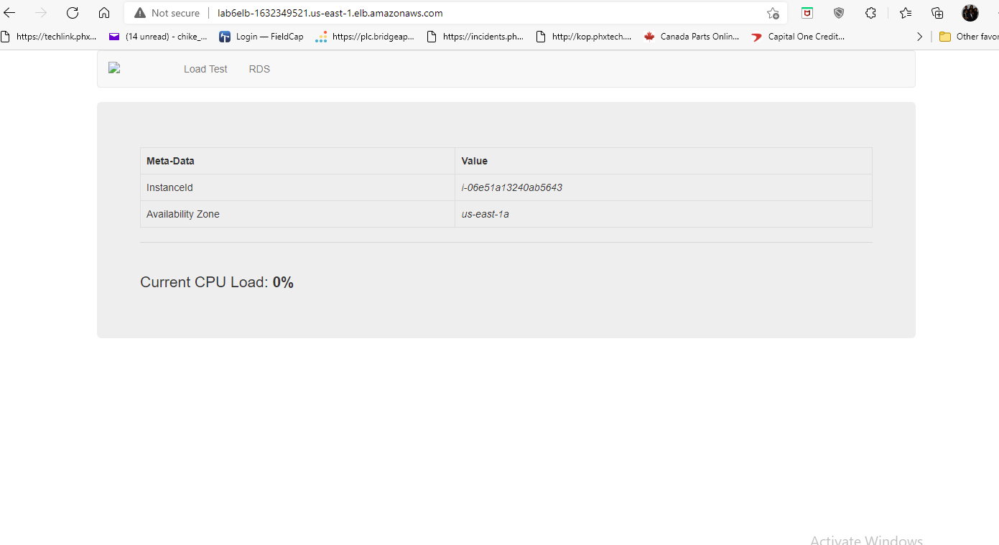 Not secure | lab6elb-1632349521.us-east-1.elb.amazonaws.com
https://techlink.phx... (14 unread) - chike_... Login — FieldCap https://plc.bridgeap... https://incidents.ph... http://kop.phxtech.... Canada Parts Onlin... Capital One Credit... Other favor
Load Test RDS
Meta-Data Value
InstanceId i-06e51a13240ab5643
Availability Zone us-east-1a
Current CPU Load: 0%
Activate Windows